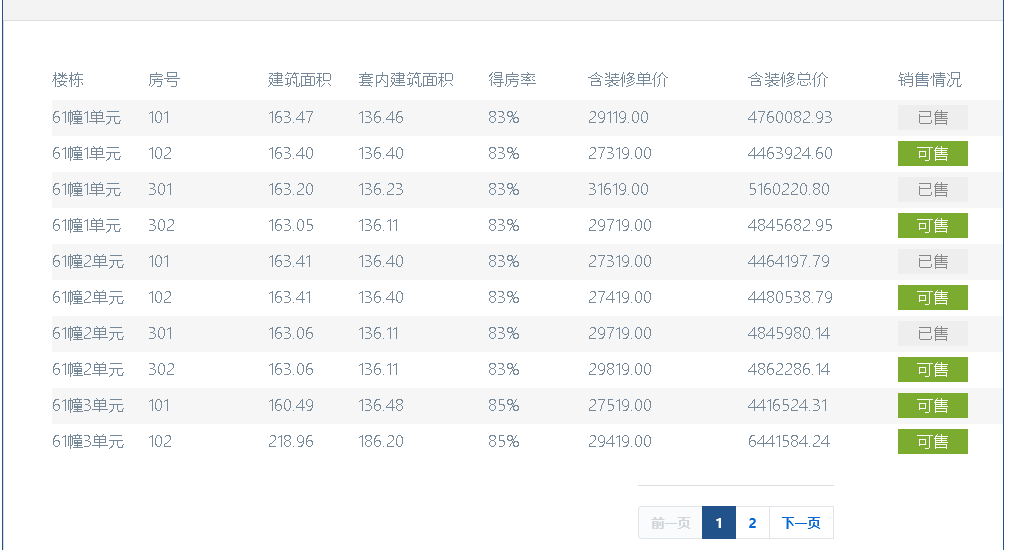 楼栋 房号 建筑面积 套内建筑面积 得房率 含装修单价 含装修总价 销售情况
61幢1单元 101 163.47 136.46 83% 29119.00 4760082.93 已售
61幢1单元 102 163.40 136.40 83% 27319.00 4463924.60 可售
61幢1单元 301 163.20 136.23 83% 31619.00 5160220.80 已售
61幢1单元 302 163.05 136.11 83% 29719.00 4845682.95 可售
61幢2单元 101 163.41 136.40 83% 27319.00 4464197.79 已售
61幢2单元 102 163.41 136.40 83% 27419.00 4480538.79 可售
61幢2单元 301 163.06 136.11 83% 29719.00 4845980.14 已售
61幢2单元 302 163.06 136.11 83% 29819.00 4862286.14 可售
61幢3单元 101 160.49 136.48 85% 27519.00 4416524.31 可售
61幢3单元 102 218.96 186.20 85% 29419.00 6441584.24 可售
前一页 1 2 下一页